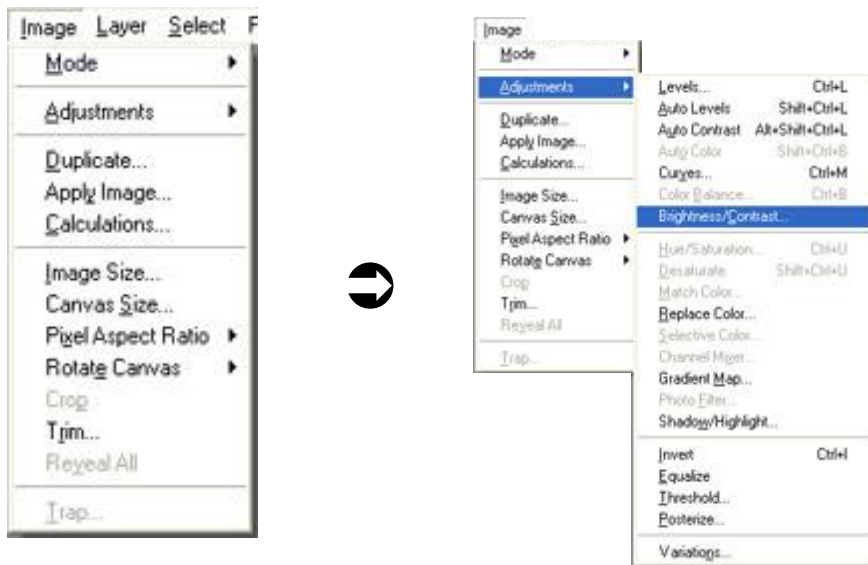 Image Layer Select F
Mode
Adjustments
Duplicate...
Apply Image...
Calculations...
Image Size...
Canvas Size...
Pixel Aspect Ratio
Rotate Canvas
Crop
Trim...
Reveal All
Trap...
Image
Mode
Adjustments
Duplicate...
Apply Image...
Calculations...
Image Size...
Canvas Size...
Pixel Aspect Ratio
Rotate Canvas
Crop
Trim...
Reveal All
Trap...
Levels... Ctrl+L
Auto Levels Shift+Ctrl+L
Auto Contrast Alt+Shift+Ctrl+L
Auto Color Shift+Ctrl+B
Curves... Ctrl+M
Color Balance... Ctrl+B
Brightness/Contrast...
Hue/Saturation... Ctrl+U
Desaturate Shift+Ctrl+U
Match Color...
Replace Color...
Selective Color...
Channel Mixer...
Gradient Map...
Photo Filter...
Shadow/Highlight...
Invert Ctrl+I
Equalize
Threshold...
Posterize...
Variations...